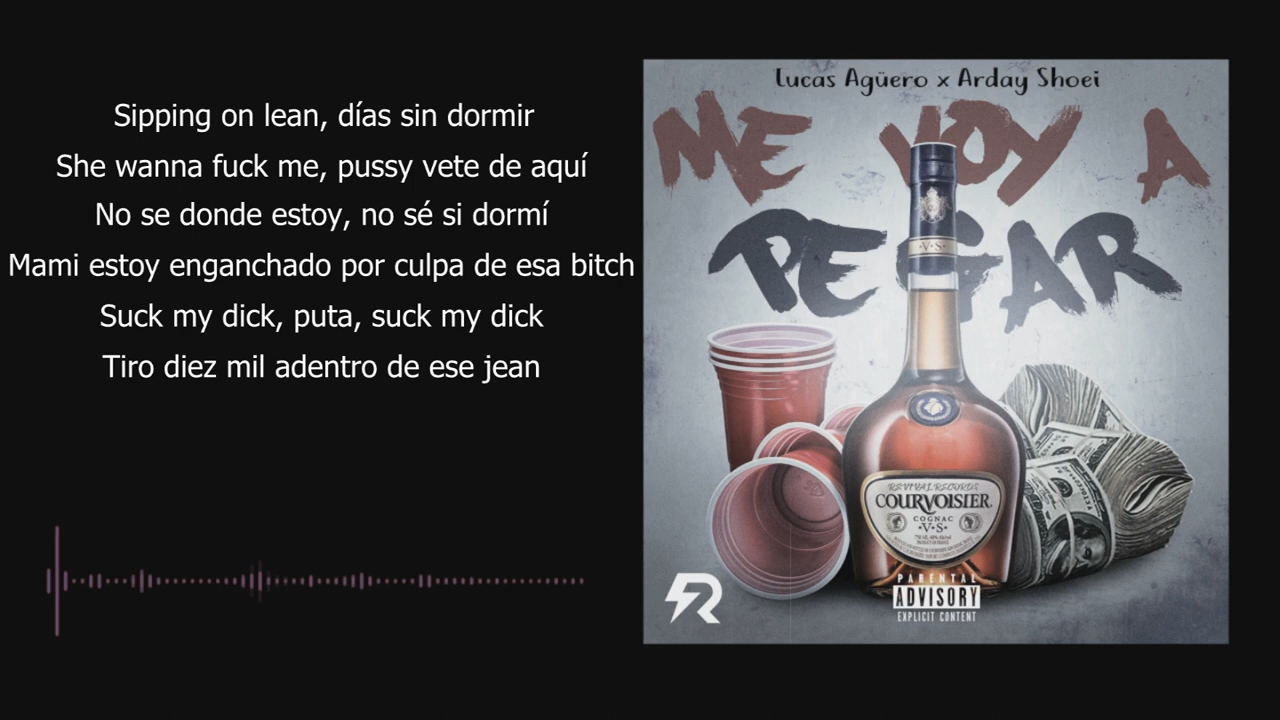 Sipping on lean, días sin dormir
She wanna fuck me, pussy vete de aquí
No se donde estoy, no sé si dormí
Mami estoy enganchado por culpa de esa bitch
Suck my dick, puta, suck my dick
Tiro diez mil adentro de ese jean
Lucas Agüero x Arday Shoei
ME VOY A
PEGAR
V•S
REVIVAL RECORDS
COURVOISIER
COGNAC
•V•S•
PARENTAL
ADVISORY
EXPLICIT CONTENT